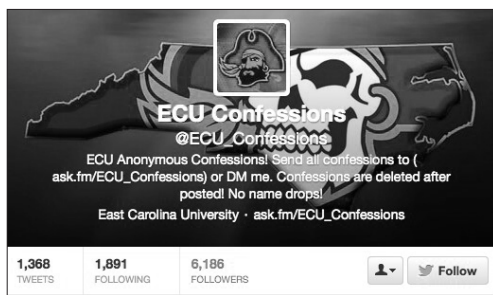 ECU Confessions
@ECU_Confessions
ECU Anonymous Confessions! Send all confessions to (
ask.fm/ECU_Confessions) or DM me. Confessions are deleted after
posted! No name drops!
East Carolina University · ask.fm/ECU_Confessions
1,368 1,891 6,186
TWEETS FOLLOWING FOLLOWERS
Follow